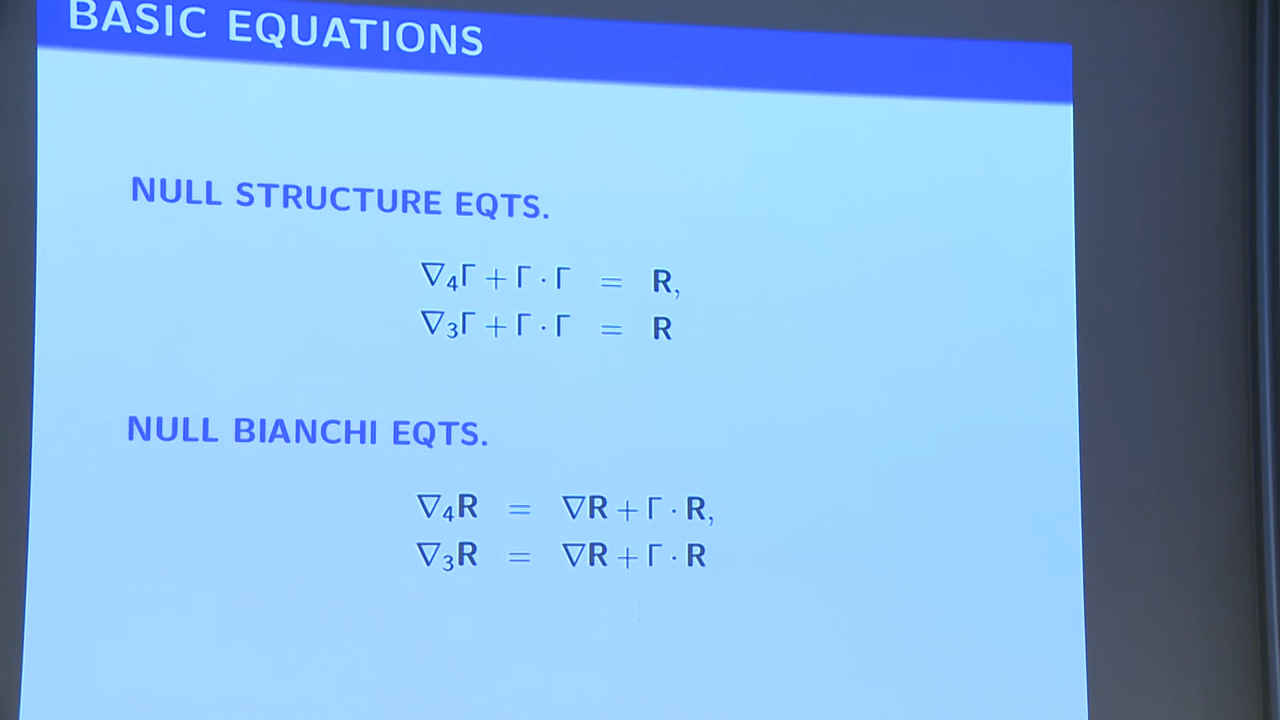 BASIC EQUATIONS
NULL STRUCTURE EQTS.
∇₄Γ + Γ · Γ = R,
∇₃Γ + Γ · Γ = R
NULL BIANCHI EQTS.
∇₄R = ∇R + Γ · R,
∇₃R = ∇R + Γ · R